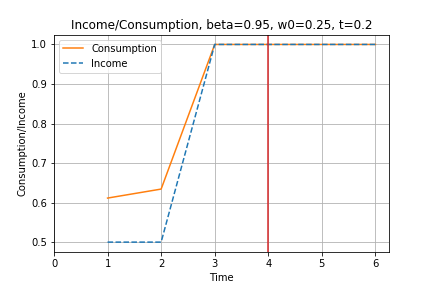 Income/Consumption, beta=0.95, w0=0.25, t=0.2
Consumption
Income
Consumption/Income
1.0
0.9
0.8
0.7
0.6
0.5
0 1 2 3 4 5 6
Time